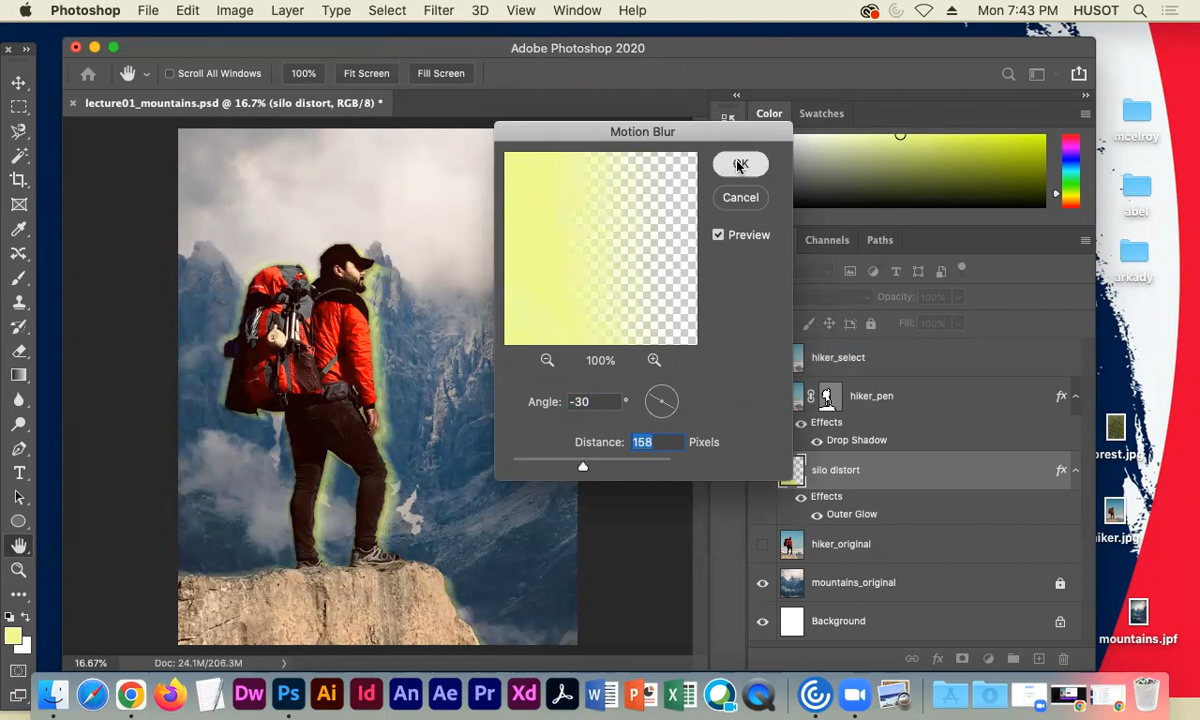 Photoshop File Edit Image Layer Type Select Filter 3D View Window Help Mon 7:43 PM HUSOT
Adobe Photoshop 2020
Scroll All Windows 100% Fit Screen Fill Screen
lecture01_mountains.psd @ 16.7% (silo distort, RGB/8) *
Color Swatches
Motion Blur
OK
Cancel
Preview
100%
Angle: -30 °
Distance: 158 Pixels
Channels Paths
Opacity: 100%
Fill: 100%
hiker_select
hiker_pen fx
Effects
Drop Shadow
silo distort fx
Effects
Outer Glow
hiker_original
mountains_original
Background
fx
16.67% Doc: 24.1M/206.3M
mcelroy
abel
arkady
orest.jpg
hiker.jpg
mountains.jpf
Dw Ps Ai Id An Ae Pr Xd W P X